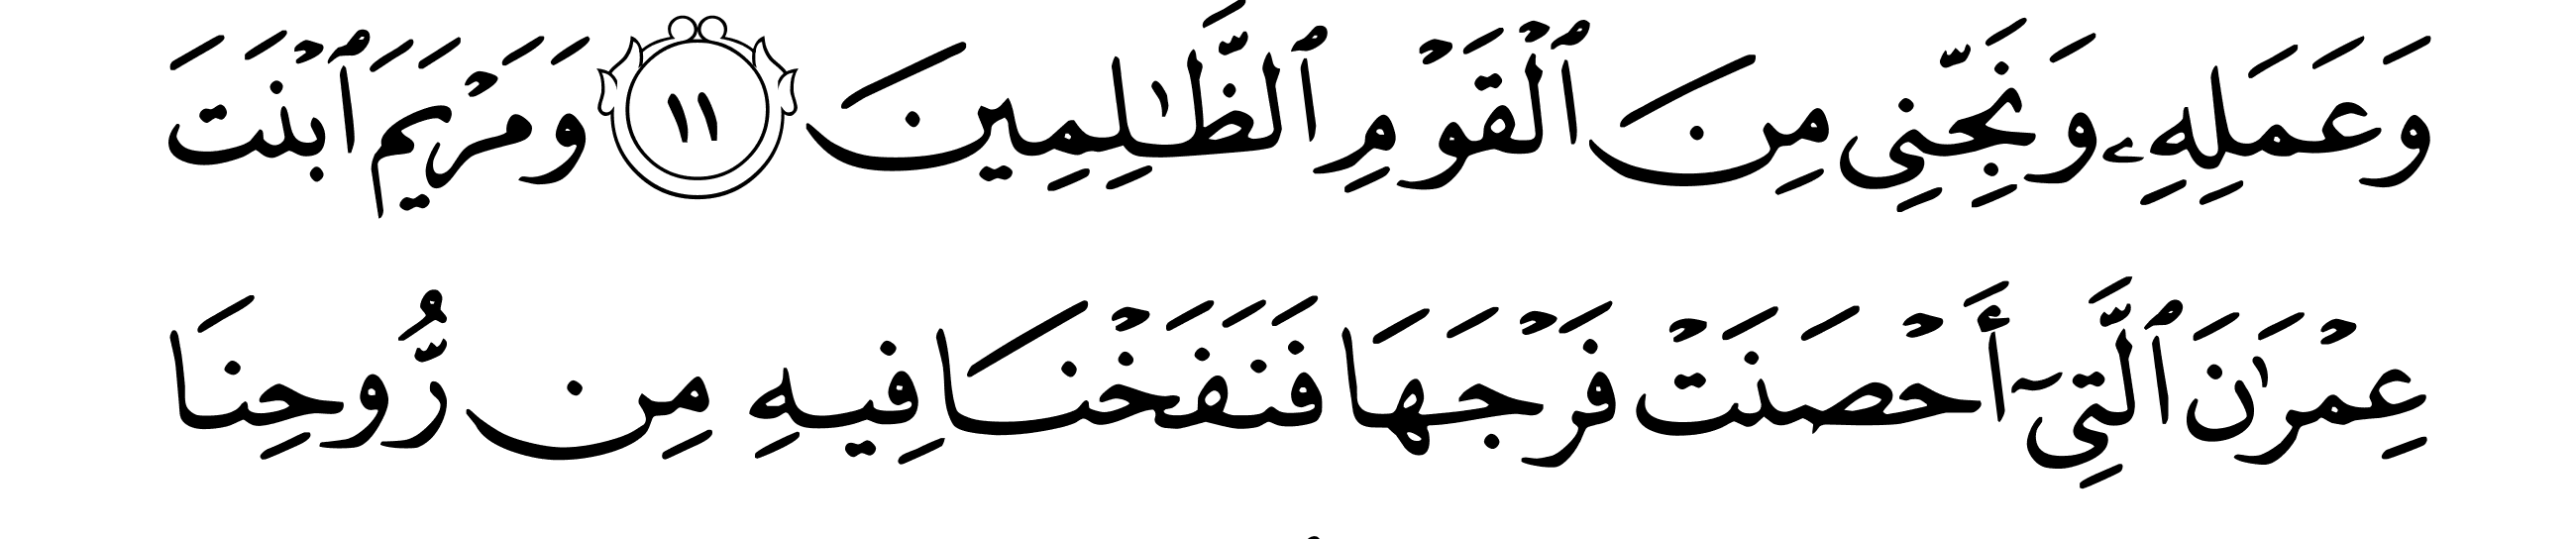 وَعَمَلِهِۦ وَنَجِّنِى مِنَ ٱلْقَوْمِ ٱلظَّٰلِمِينَ ١١ وَمَرْيَمَ ٱبْنَتَ
عِمْرَٰنَ ٱلَّتِىٓ أَحْصَنَتْ فَرْجَهَا فَنَفَخْنَا فِيهِ مِن رُّوحِنَا